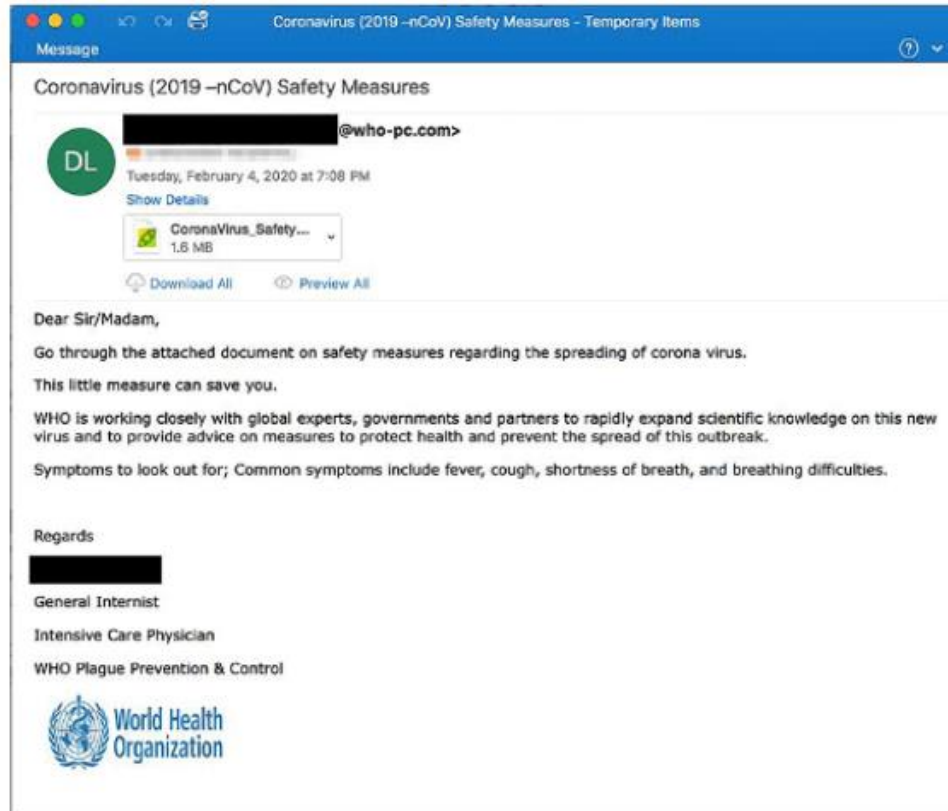 Coronavirus (2019 –nCoV) Safety Measures - Temporary Items
Message
Coronavirus (2019 –nCoV) Safety Measures
@who-pc.com>
DL
Tuesday, February 4, 2020 at 7:08 PM
Show Details
CoronaVirus_Safety...
1.6 MB
Download All Preview All
Dear Sir/Madam,
Go through the attached document on safety measures regarding the spreading of corona virus.
This little measure can save you.
WHO is working closely with global experts, governments and partners to rapidly expand scientific knowledge on this new
virus and to provide advice on measures to protect health and prevent the spread of this outbreak.
Symptoms to look out for; Common symptoms include fever, cough, shortness of breath, and breathing difficulties.
Regards
General Internist
Intensive Care Physician
WHO Plague Prevention & Control
World Health
Organization